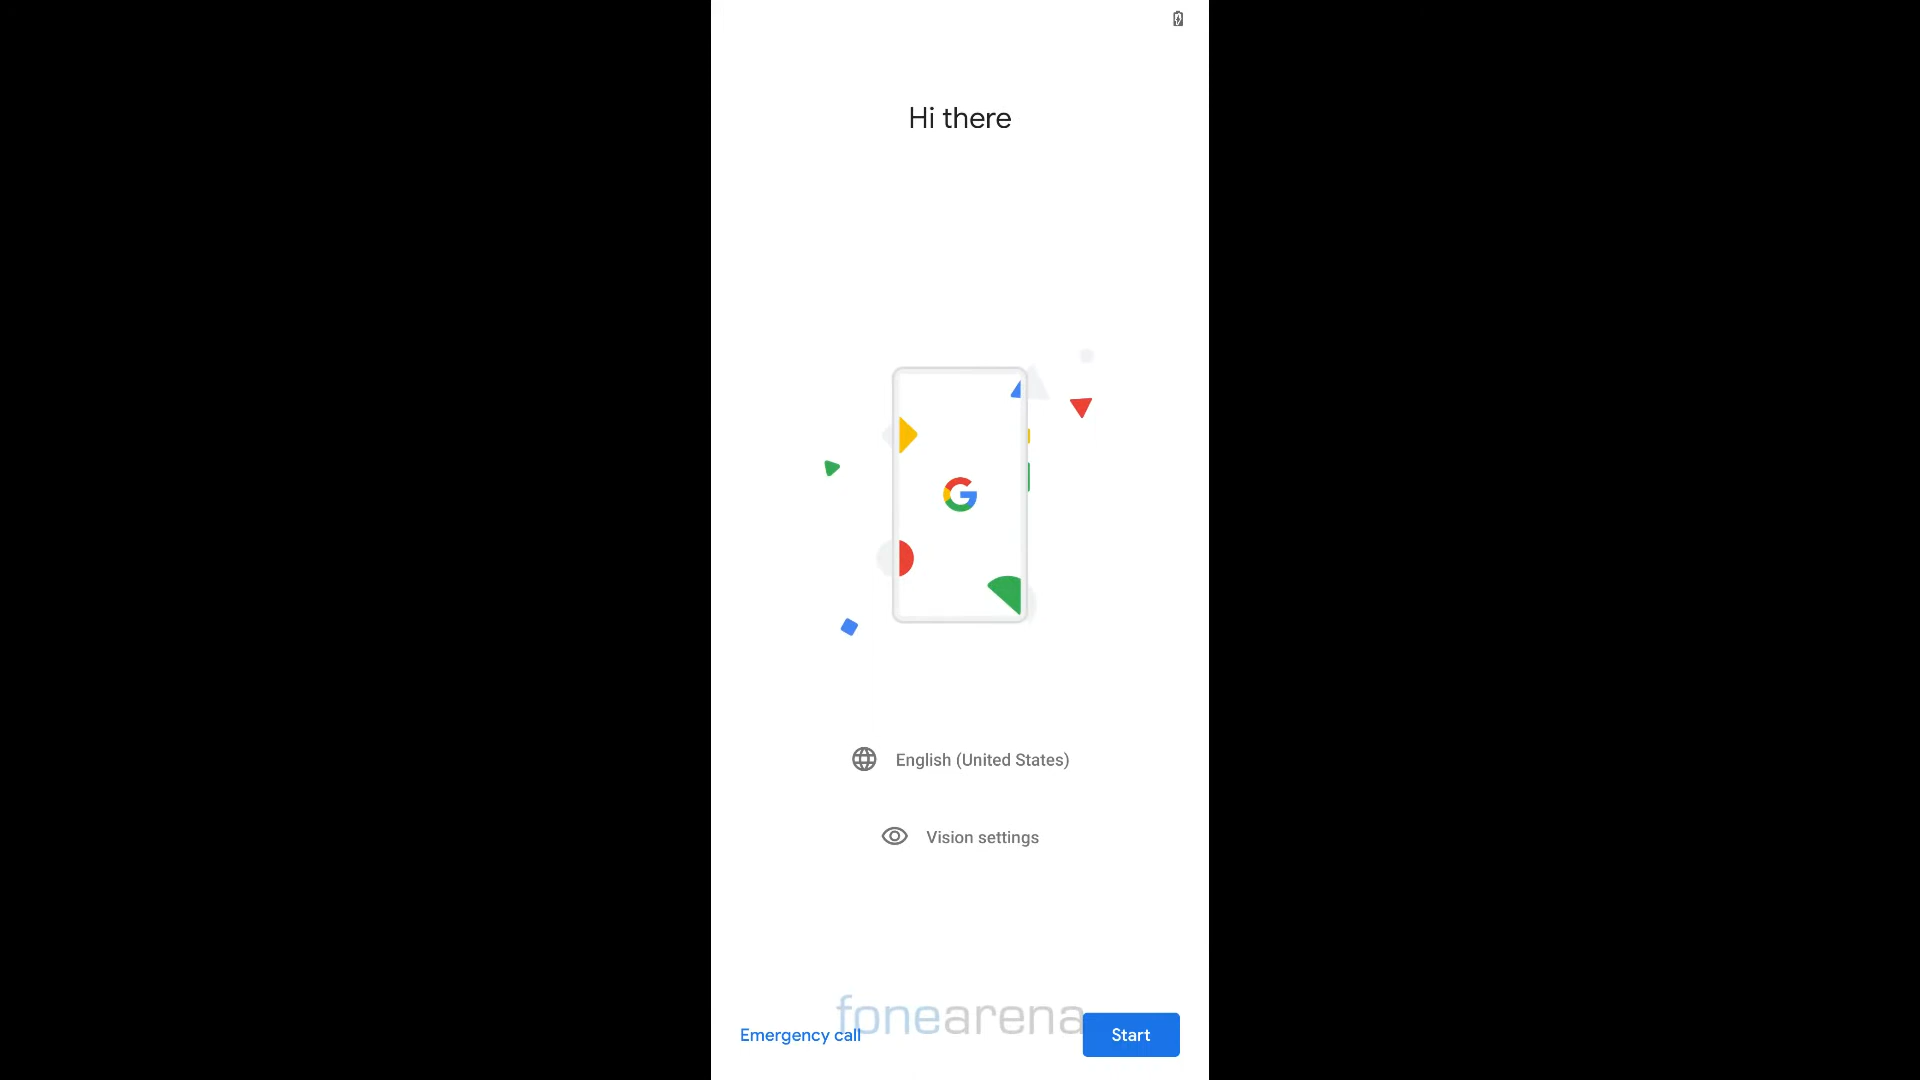 Hi there
English (United States)
Vision settings
fonearena
Emergency call
Start